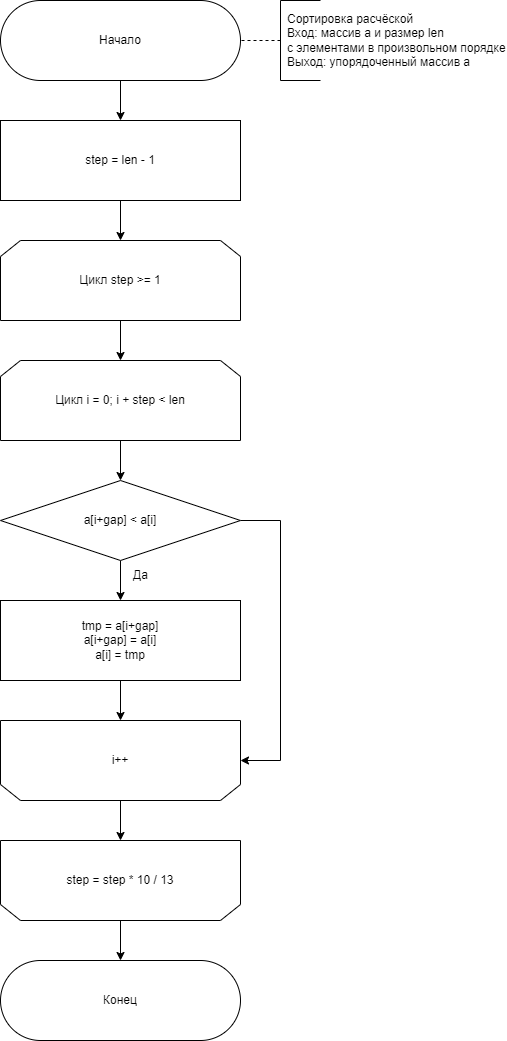 Начало
Сортировка расчёской
Вход: массив a и размер len
с элементами в произвольном порядке
Выход: упорядоченный массив a
step = len - 1
Цикл step >= 1
Цикл i = 0; i + step < len
a[i+gap] < a[i]
Да
tmp = a[i+gap]
a[i+gap] = a[i]
a[i] = tmp
i++
step = step * 10 / 13
Конец